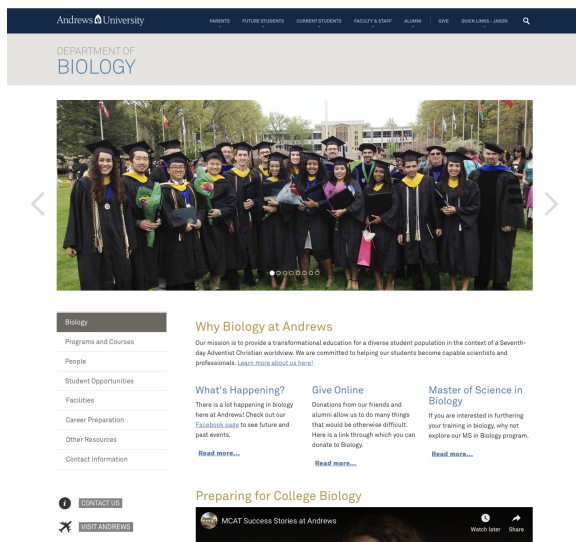 Andrews University
PARENTS FUTURE STUDENTS CURRENT STUDENTS FACULTY & STAFF ALUMNI GIVE QUICK LINKS - JASON
DEPARTMENT OF
BIOLOGY
Biology
Programs and Courses
People
Student Opportunities
Facilities
Career Preparation
Other Resources
Contact Information
CONTACT US
VISIT ANDREWS
Why Biology at Andrews
Our mission is to provide a transformational education for a diverse student population in the context of a Seventh-
day Adventist Christian worldview. We are committed to helping our students become capable scientists and
professionals. Learn more about us here!
What's Happening?
There is a lot happening in biology
here at Andrews! Check out our
Facebook page to see future and
past events.
Read more...
Give Online
Donations from our friends and
alumni allow us to do many things
that would be otherwise difficult.
Here is a link through which you can
donate to Biology.
Read more...
Master of Science in
Biology
If you are interested in furthering
your training in biology, why not
explore our MS in Biology program.
Read more...
Preparing for College Biology
MCAT Success Stories at Andrews
Watch later Share